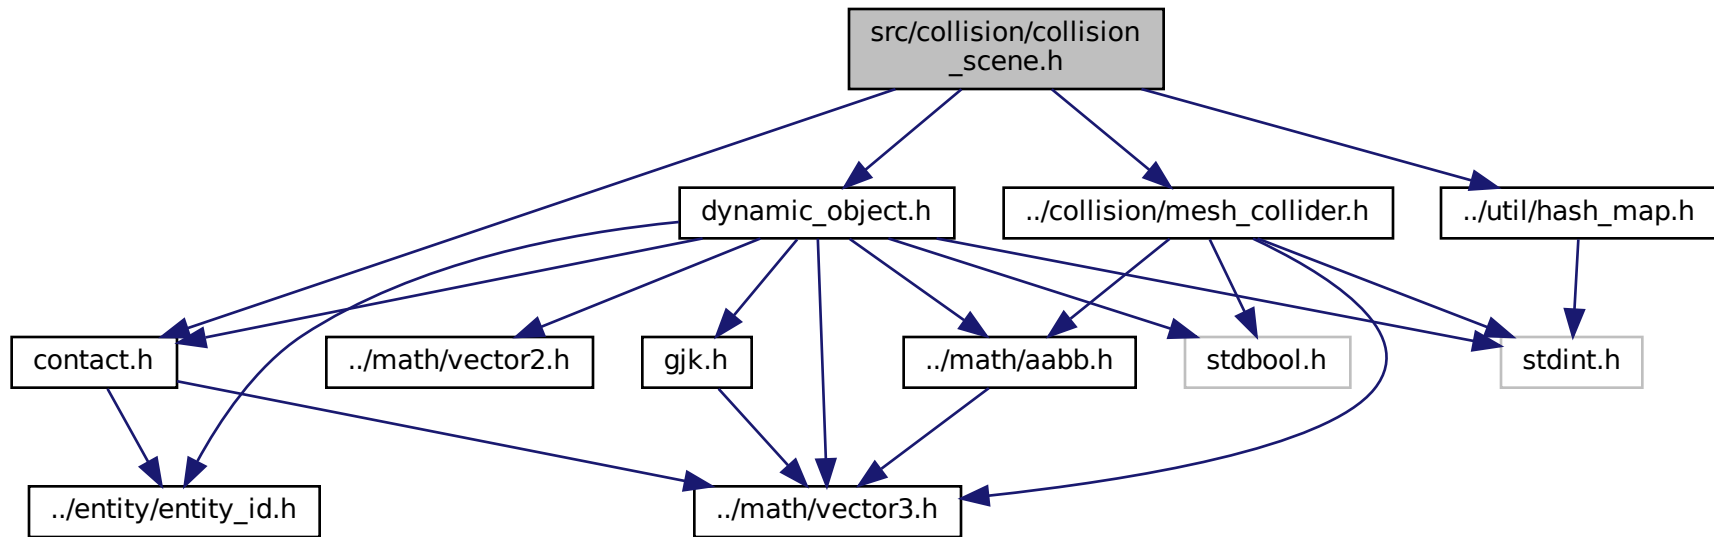 src/collision/collision
_scene.h
dynamic_object.h
../collision/mesh_collider.h
../util/hash_map.h
contact.h
../math/vector2.h
gjk.h
../math/aabb.h
stdbool.h
stdint.h
../entity/entity_id.h
../math/vector3.h